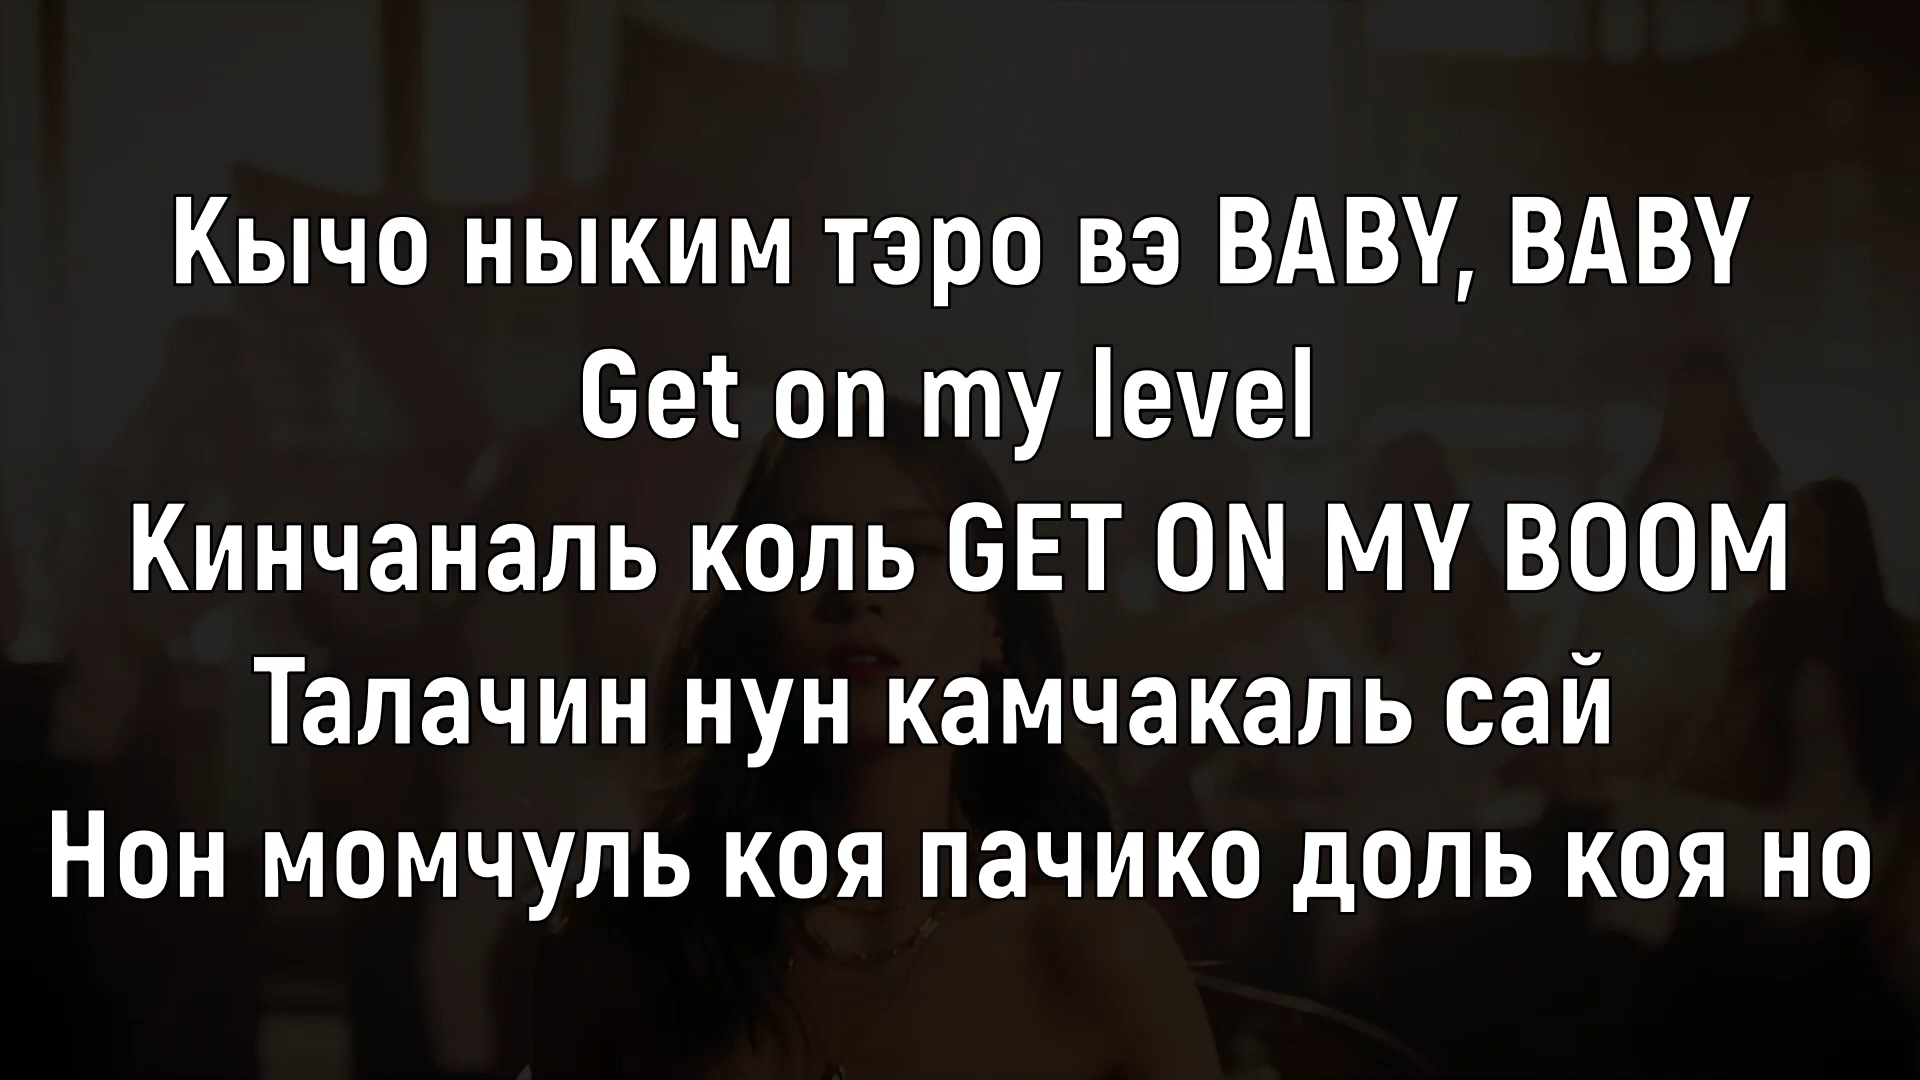 Кычо ныким тэро вэ BABY, BABY
Get on my level
Кинчаналь коль GET ON MY BOOM
Талачин нун камчакаль сай
Нон момчуль коя пачико доль коя но